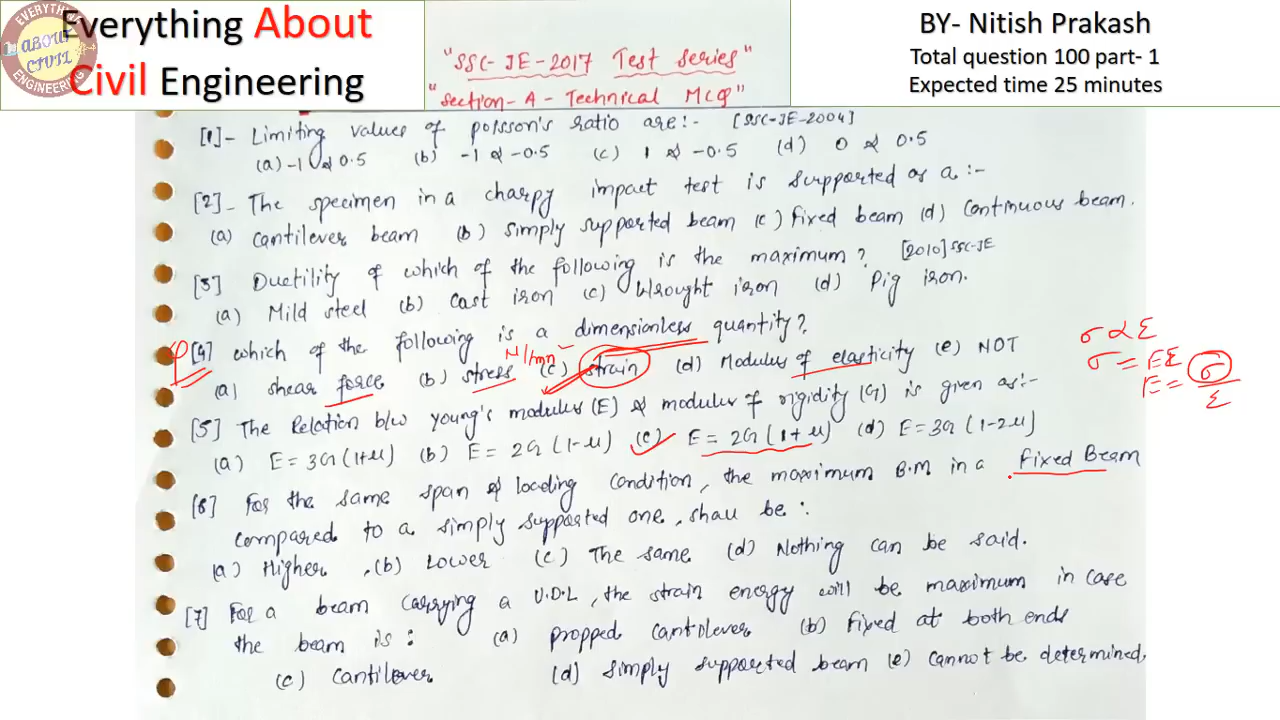 EVERYTHING
ABOUT
CIVIL
ENGINEERING
Everything About
Civil Engineering
"SSC-JE-2017 Test series"
"section-A-Technical MCQ"
BY- Nitish Prakash
Total question 100 part- 1
Expected time 25 minutes
[1]- Limiting values of poisson's ratio are:- [SSC-JE-2004]
(a) -1 & 0.5 (b) -1 & -0.5 (c) 1 & -0.5 (d) 0 & 0.5
[2]- The specimen in a charpy impact test is supported as a :-
(a) cantilever beam (b) simply supported beam (c) fixed beam (d) continuous beam.
[3] Ductility of which of the following is the maximum? [2010] SSC-JE
(a) Mild steel (b) cast iron (c) Wrought iron (d) Pig iron.
[4] which of the following is a dimensionless quantity?
(a) shear force (b) stress (c) strain (d) Modulus of elasticity (e) NOT
N/mm²
σ ∝ Σ
σ = EΣ
E = σ/Σ
[5] The Relation b/w young's modulus (E) & modulus of rigidity (G) is given as:-
(a) E = 3G(1+μ) (b) E = 2G(1-μ) (c) E = 2G(1+μ) (d) E = 3G(1-2μ)
[6] For the same span & loading condition, the maximum B.M in a Fixed Beam
compared to a simply supported one, shall be :
(a) Higher, (b) Lower (c) The same (d) Nothing can be said.
[7] For a beam carrying a U.D.L, the strain energy will be maximum in case
the beam is : (a) propped cantilever (b) fixed at both ends
(c) cantilever (d) simply supported beam (e) cannot be determined,